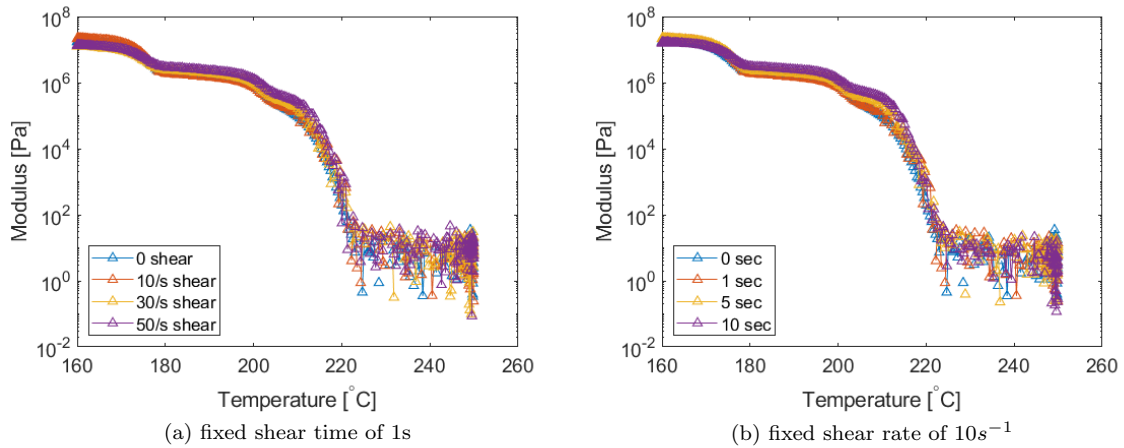 10^8
10^6
10^4
10^2
10^0
10^-2
Modulus [Pa]
0 shear
10/s shear
30/s shear
50/s shear
160 180 200 220 240 260
Temperature [°C]
(a) fixed shear time of 1s
10^8
10^6
10^4
10^2
10^0
10^-2
Modulus [Pa]
0 sec
1 sec
5 sec
10 sec
160 180 200 220 240 260
Temperature [°C]
(b) fixed shear rate of 10s^−1